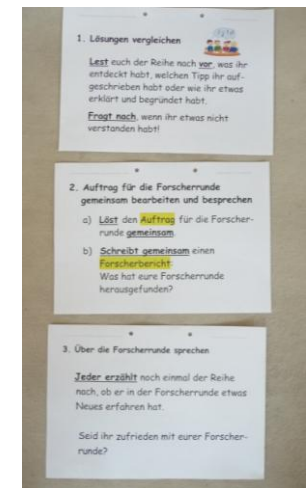 1. Lösungen vergleichen
Lest euch der Reihe nach vor, was ihr
entdeckt habt, welchen Tipp ihr auf-
geschrieben habt oder wie ihr etwas
erklärt und begründet habt.
Fragt nach, wenn ihr etwas nicht
verstanden habt!
2. Auftrag für die Forscherrunde
gemeinsam bearbeiten und besprechen
a) Löst den Auftrag für die Forscher-
runde gemeinsam.
b) Schreibt gemeinsam einen
Forscherbericht:
Was hat eure Forscherrunde
herausgefunden?
3. Über die Forscherrunde sprechen
Jeder erzählt noch einmal der Reihe
nach, ob er in der Forscherrunde etwas
Neues erfahren hat.
Seid ihr zufrieden mit eurer Forscher-
runde?